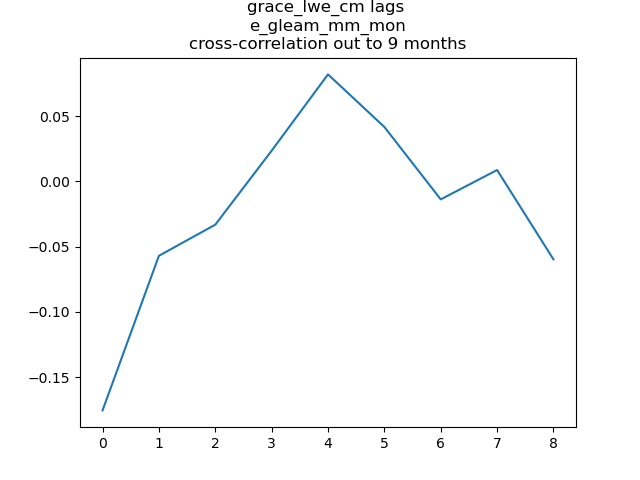 grace_lwe_cm lags
e_gleam_mm_mon
cross-correlation out to 9 months
0.05
0.00
−0.05
−0.10
−0.15
0 1 2 3 4 5 6 7 8